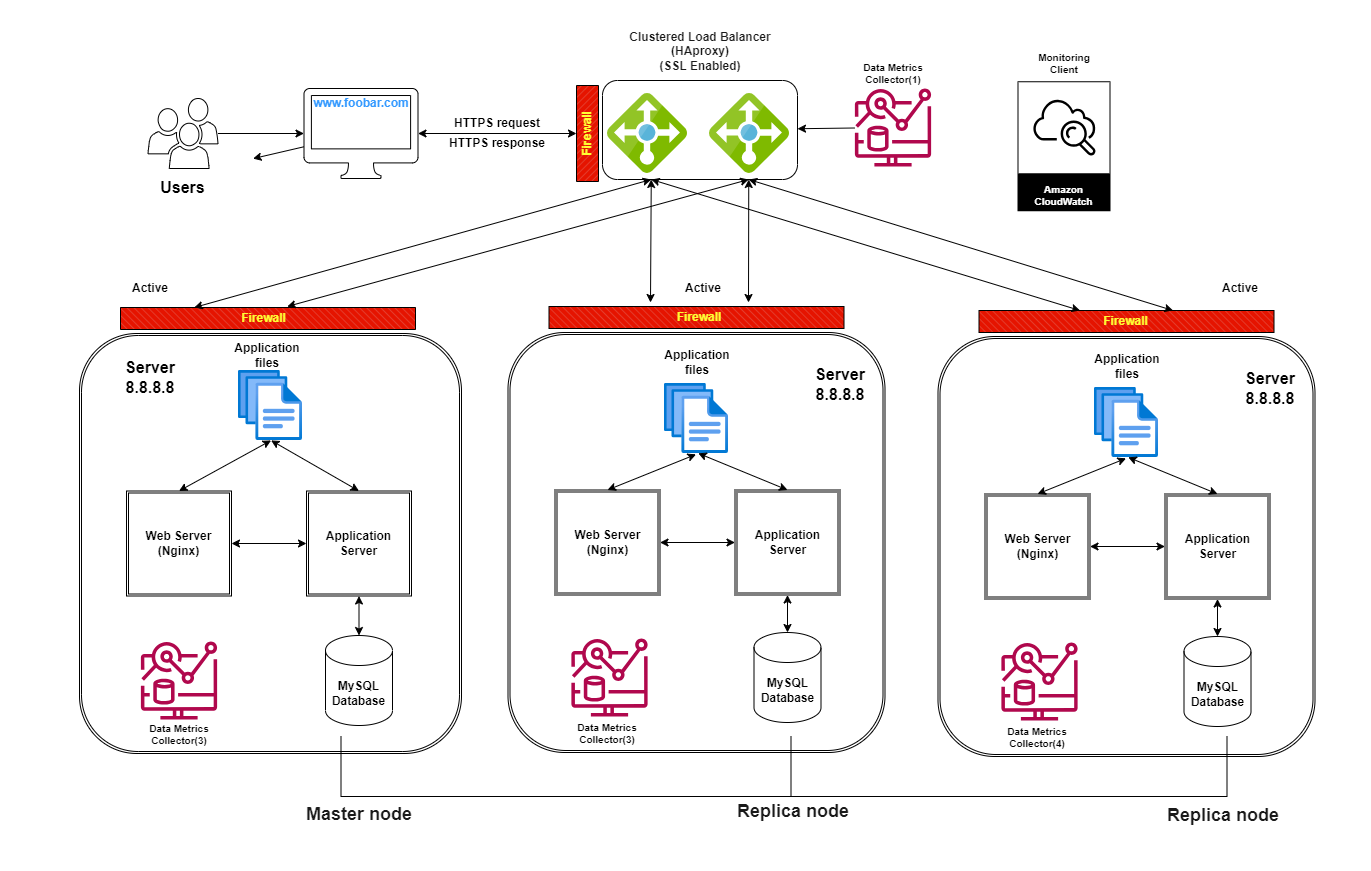 Clustered Load Balancer
(HAproxy)
(SSL Enabled)
Data Metrics
Collector(1)
Monitoring
Client
www.foobar.com
HTTPS request
HTTPS response
Firewall
Users
Amazon
CloudWatch
Active
Active
Active
Firewall
Firewall
Firewall
Server
8.8.8.8
Application
files
Web Server
(Nginx)
Application
Server
MySQL
Database
Data Metrics
Collector(3)
Master node
Application
files
Server
8.8.8.8
Web Server
(Nginx)
Application
Server
MySQL
Database
Data Metrics
Collector(3)
Replica node
Application
files
Server
8.8.8.8
Web Server
(Nginx)
Application
Server
MySQL
Database
Data Metrics
Collector(4)
Replica node